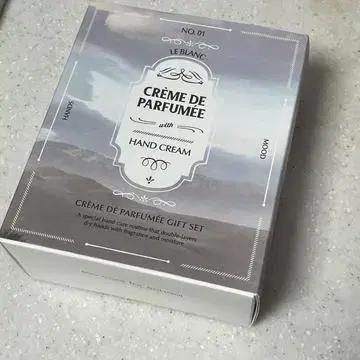 NO. 01
LE BLANC
CRÈME DE
PARFUMÉE
with
HAND CREAM
HANDS
MOOD
CRÈME DE PARFUMÉE GIFT SET
A special hand care routine that double-layers
dry hands with fragrance and moisture.